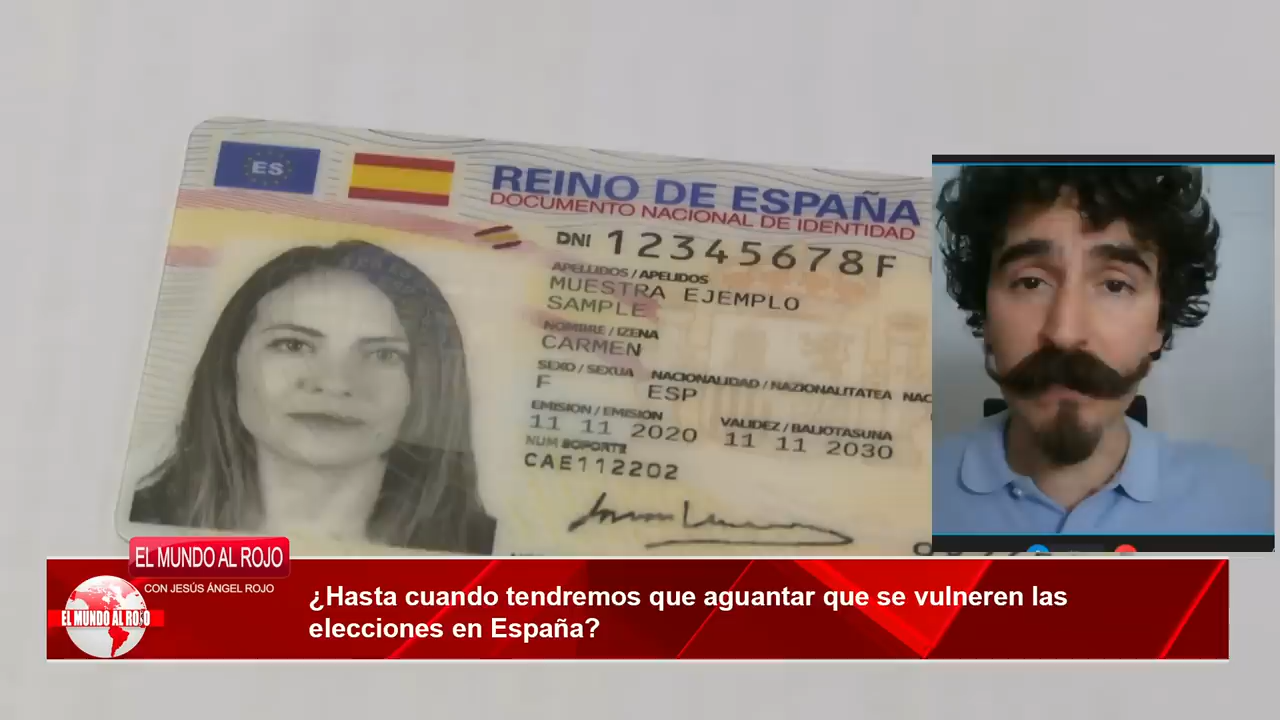 ES
REINO DE ESPAÑA
DOCUMENTO NACIONAL DE IDENTIDAD
DNI 12345678F
APELLIDOS / APELIDOS
MUESTRA EJEMPLO
SAMPLE
NOMBRE / IZENA
CARMEN
SEXO / SEXUA NACIONALIDAD / NAZIONALITATEA NAC
F ESP
EMISION / EMISIÓN VALIDEZ / BALIOTASUNA
11 11 2020 11 11 2030
NUM SOPORTE
CAE112202
EL MUNDO AL ROJO
CON JESÚS ÁNGEL ROJO
EL MUNDO AL ROJO
¿Hasta cuando tendremos que aguantar que se vulneren las
elecciones en España?